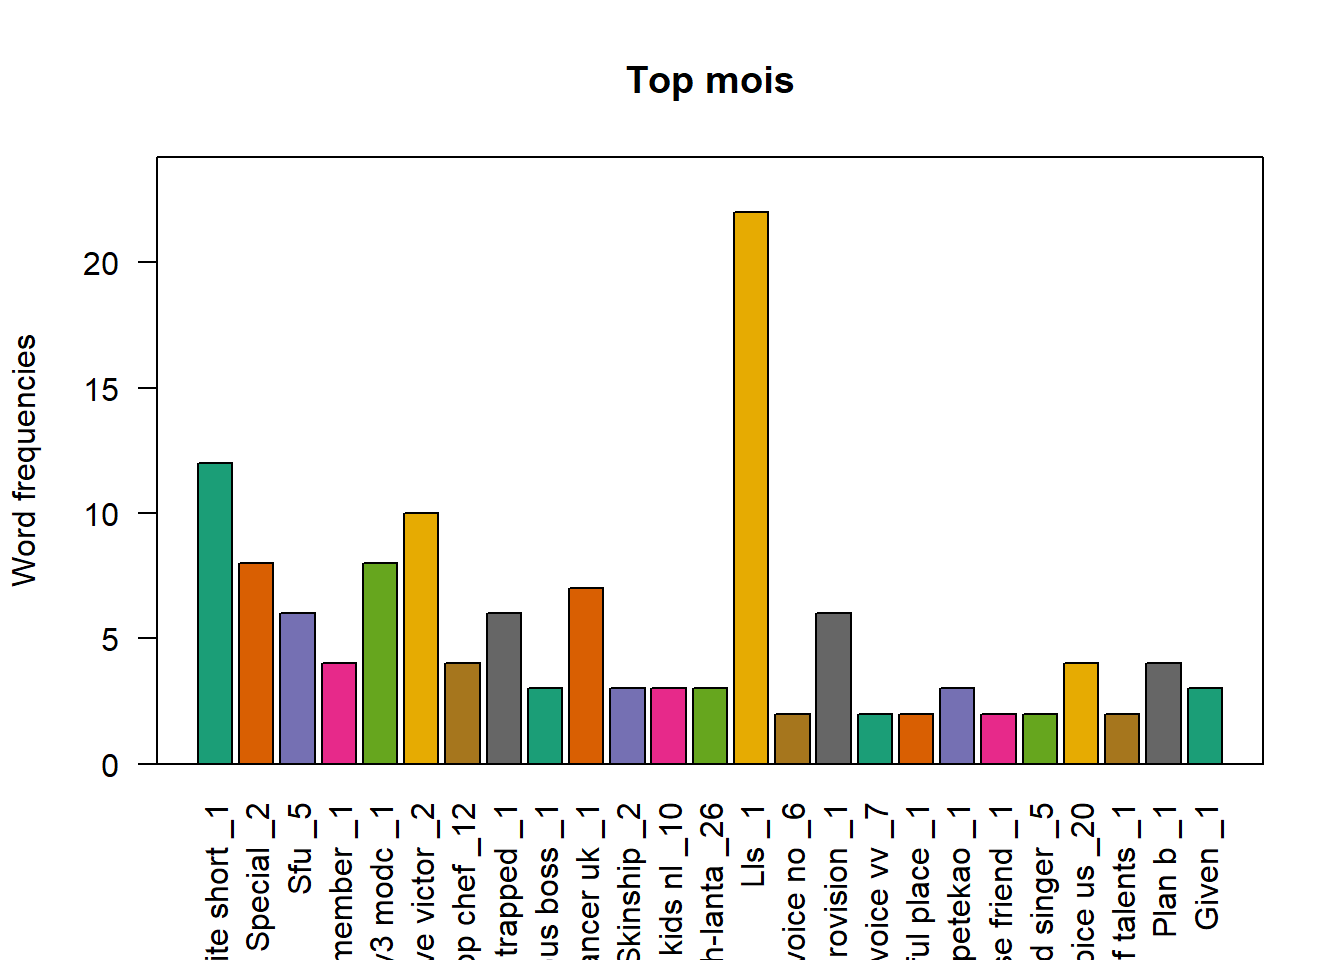 Top mois
Word frequencies
20
15
10
5
0
ite short _1
Special _2
Sfu _5
member _1
y3 modc _1
ve victor _2
op chef _12
trapped _1
ous boss _1
ancer uk _1
Skinship _2
kids nl _10
h-lanta _26
Lls _1
voice no _6
rovision _1
voice vv _7
ful place _1
petekao _1
se friend _1
d singer _5
oice us _20
f talents _1
Plan b _1
Given _1